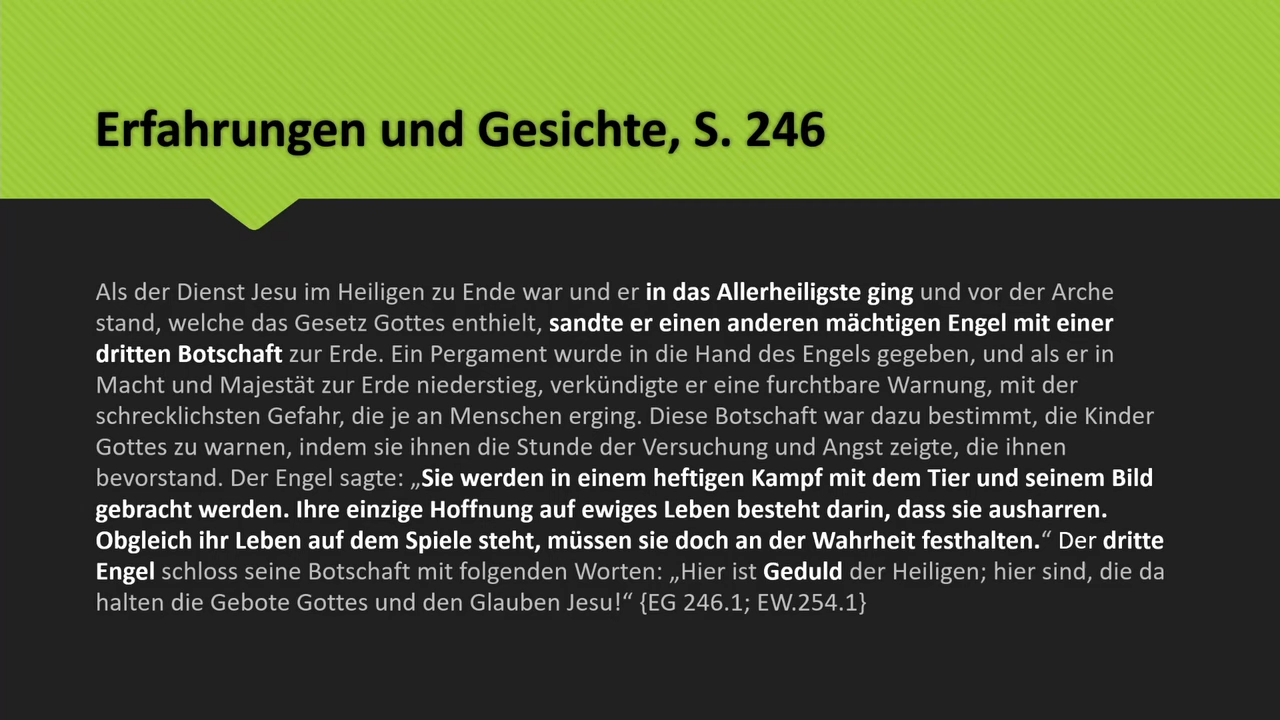 Erfahrungen und Gesichte, S. 246
Als der Dienst Jesu im Heiligen zu Ende war und er in das Allerheiligste ging und vor der Arche
stand, welche das Gesetz Gottes enthielt, sandte er einen anderen mächtigen Engel mit einer
dritten Botschaft zur Erde. Ein Pergament wurde in die Hand des Engels gegeben, und als er in
Macht und Majestät zur Erde niederstieg, verkündigte er eine furchtbare Warnung, mit der
schrecklichsten Gefahr, die je an Menschen erging. Diese Botschaft war dazu bestimmt, die Kinder
Gottes zu warnen, indem sie ihnen die Stunde der Versuchung und Angst zeigte, die ihnen
bevorstand. Der Engel sagte: „Sie werden in einem heftigen Kampf mit dem Tier und seinem Bild
gebracht werden. Ihre einzige Hoffnung auf ewiges Leben besteht darin, dass sie ausharren.
Obgleich ihr Leben auf dem Spiele steht, müssen sie doch an der Wahrheit festhalten.“ Der dritte
Engel schloss seine Botschaft mit folgenden Worten: „Hier ist Geduld der Heiligen; hier sind, die da
halten die Gebote Gottes und den Glauben Jesu!“ {EG 246.1; EW.254.1}